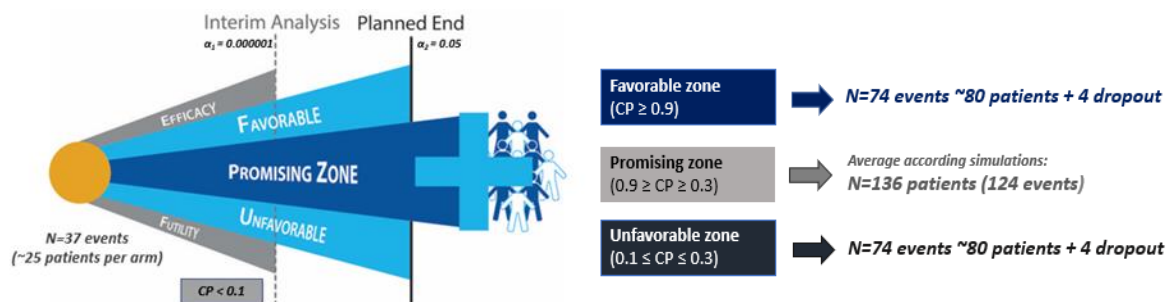 Interim Analysis
α₁ = 0.000001
Planned End
α₂ = 0.05
EFFICACY
FAVORABLE
PROMISING ZONE
UNFAVORABLE
FUTILITY
N=37 events
(~25 patients per arm)
CP < 0.1
Favorable zone
(CP ≥ 0.9)
N=74 events ~80 patients + 4 dropout
Promising zone
(0.9 ≥ CP ≥ 0.3)
Average according simulations:
N=136 patients (124 events)
Unfavorable zone
(0.1 ≤ CP ≤ 0.3)
N=74 events ~80 patients + 4 dropout